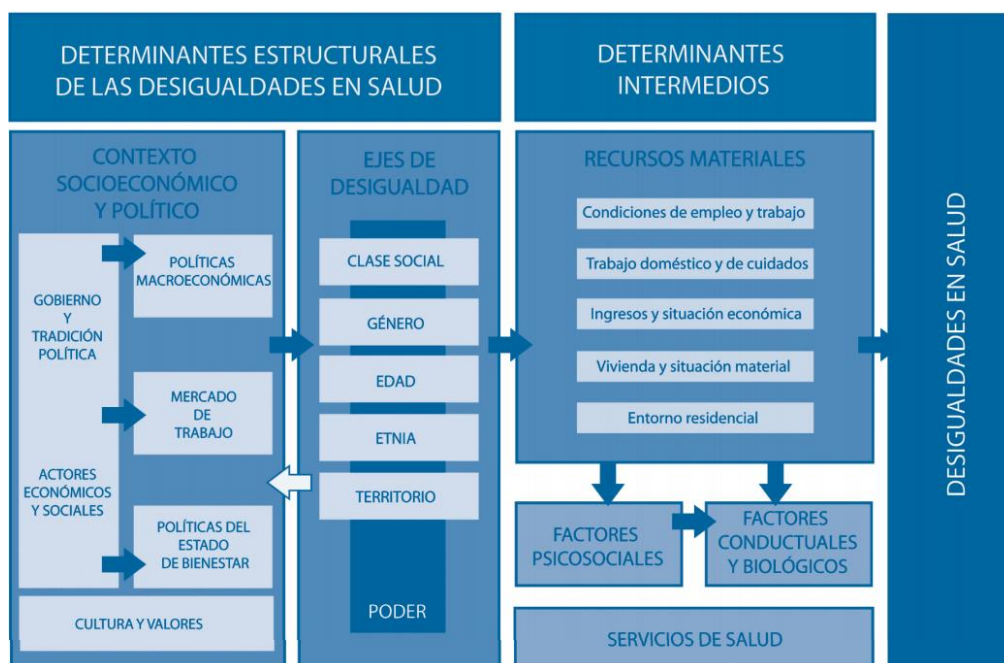 DETERMINANTES ESTRUCTURALES
DE LAS DESIGUALDADES EN SALUD
CONTEXTO
SOCIOECONÓMICO
Y POLÍTICO
GOBIERNO
Y
TRADICIÓN
POLÍTICA
ACTORES
ECONÓMICOS
Y SOCIALES
POLÍTICAS
MACROECONÓMICAS
MERCADO
DE
TRABAJO
POLÍTICAS DEL
ESTADO
DE BIENESTAR
CULTURA Y VALORES
EJES DE
DESIGUALDAD
CLASE SOCIAL
GÉNERO
EDAD
ETNIA
TERRITORIO
PODER
DETERMINANTES
INTERMEDIOS
RECURSOS MATERIALES
Condiciones de empleo y trabajo
Trabajo doméstico y de cuidados
Ingresos y situación económica
Vivienda y situación material
Entorno residencial
FACTORES
PSICOSOCIALES
FACTORES
CONDUCTUALES
Y BIOLÓGICOS
SERVICIOS DE SALUD
DESIGUALDADES EN SALUD